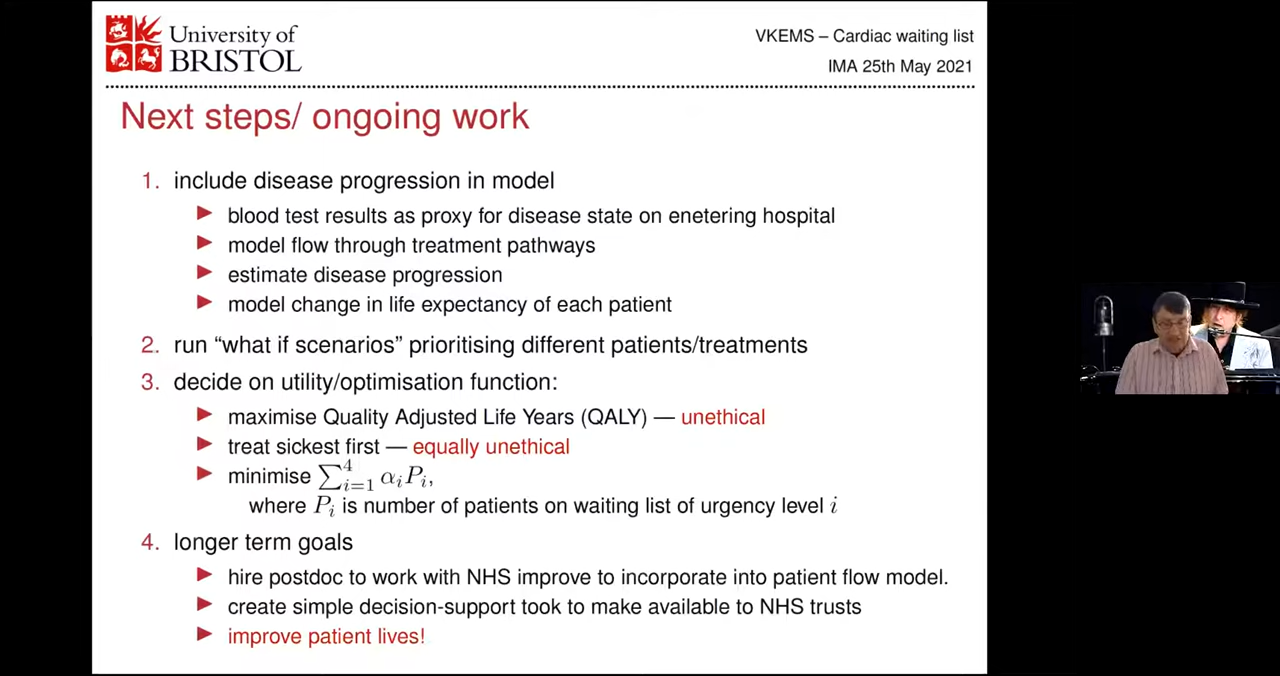 University of
BRISTOL
VKEMS – Cardiac waiting list
IMA 25th May 2021
Next steps/ ongoing work
1. include disease progression in model
blood test results as proxy for disease state on enetering hospital
model flow through treatment pathways
estimate disease progression
model change in life expectancy of each patient
2. run “what if scenarios” prioritising different patients/treatments
3. decide on utility/optimisation function:
maximise Quality Adjusted Life Years (QALY) — unethical
treat sickest first — equally unethical
minimise ∑_{i=1}^{4} α_i P_i,
where P_i is number of patients on waiting list of urgency level i
4. longer term goals
hire postdoc to work with NHS improve to incorporate into patient flow model.
create simple decision-support took to make available to NHS trusts
improve patient lives!